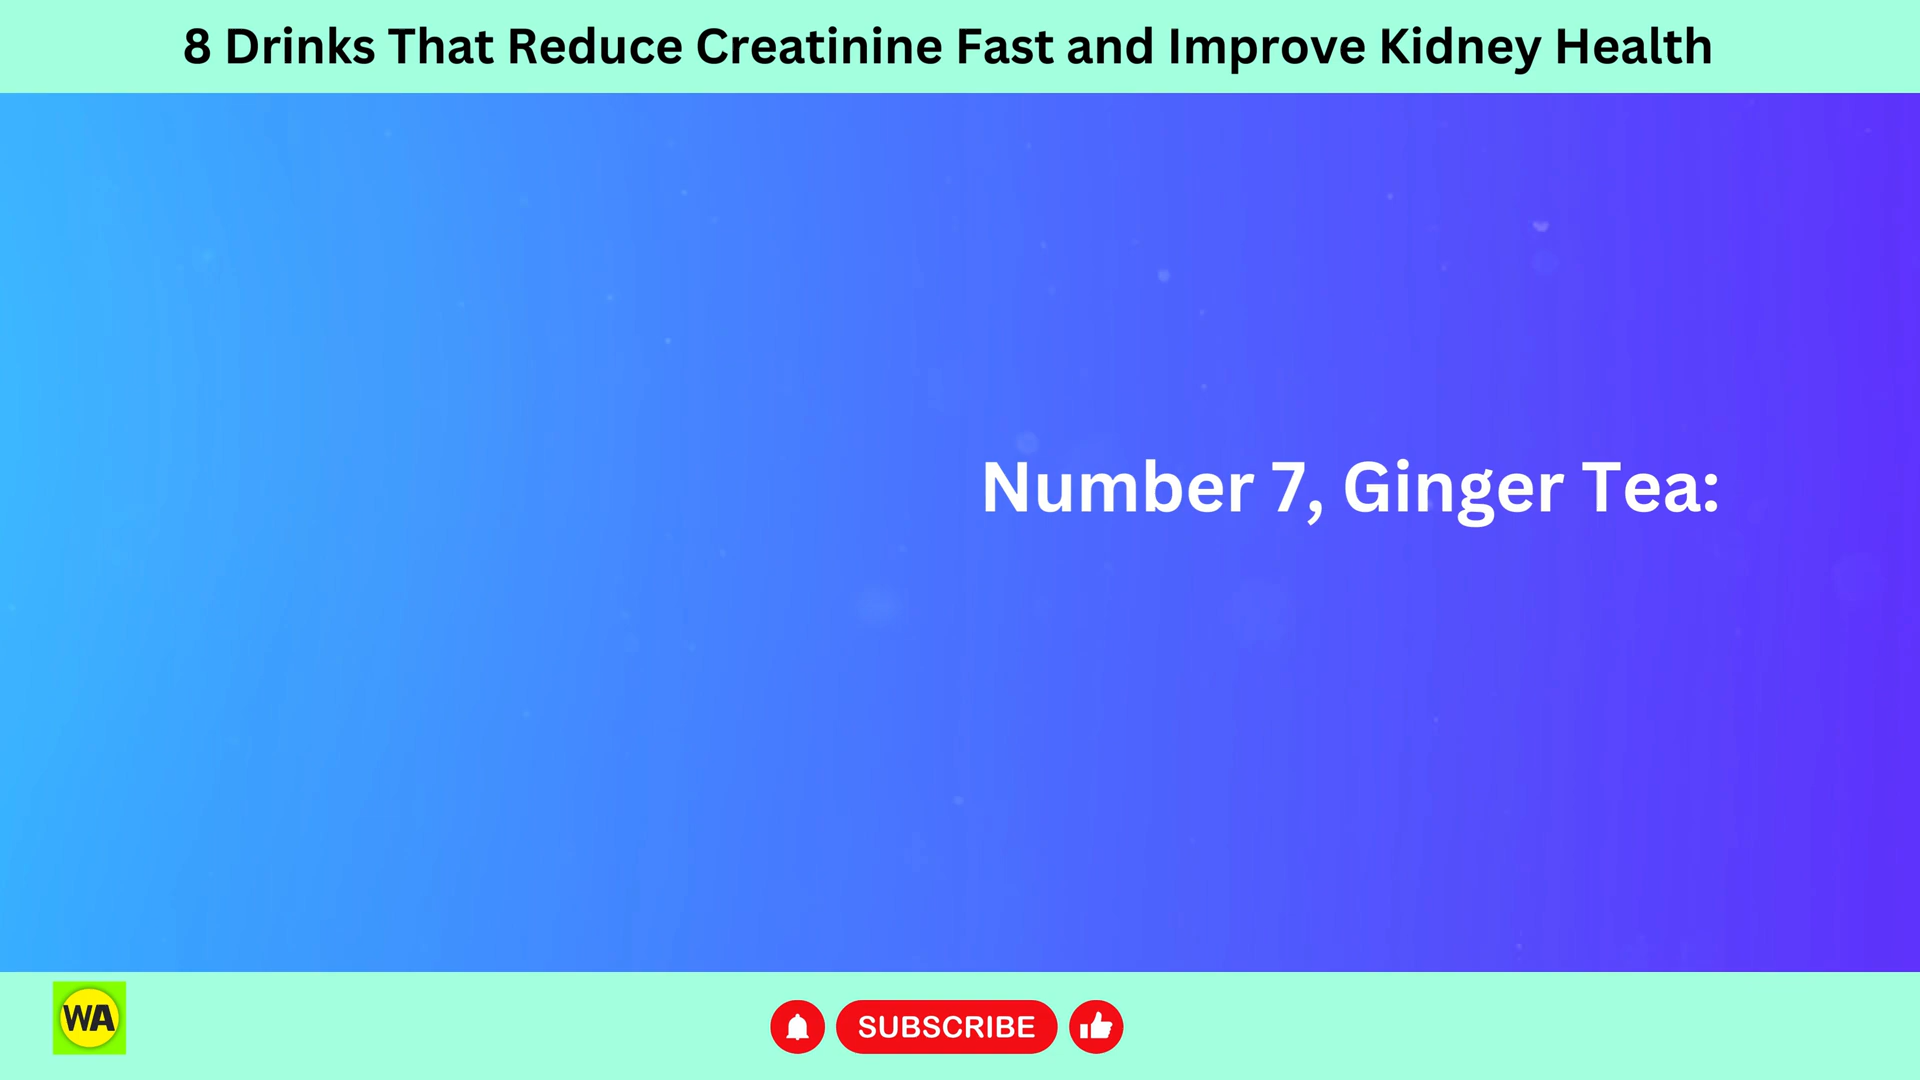 8 Drinks That Reduce Creatinine Fast and Improve Kidney Health
Number 7, Ginger Tea:
WA
SUBSCRIBE